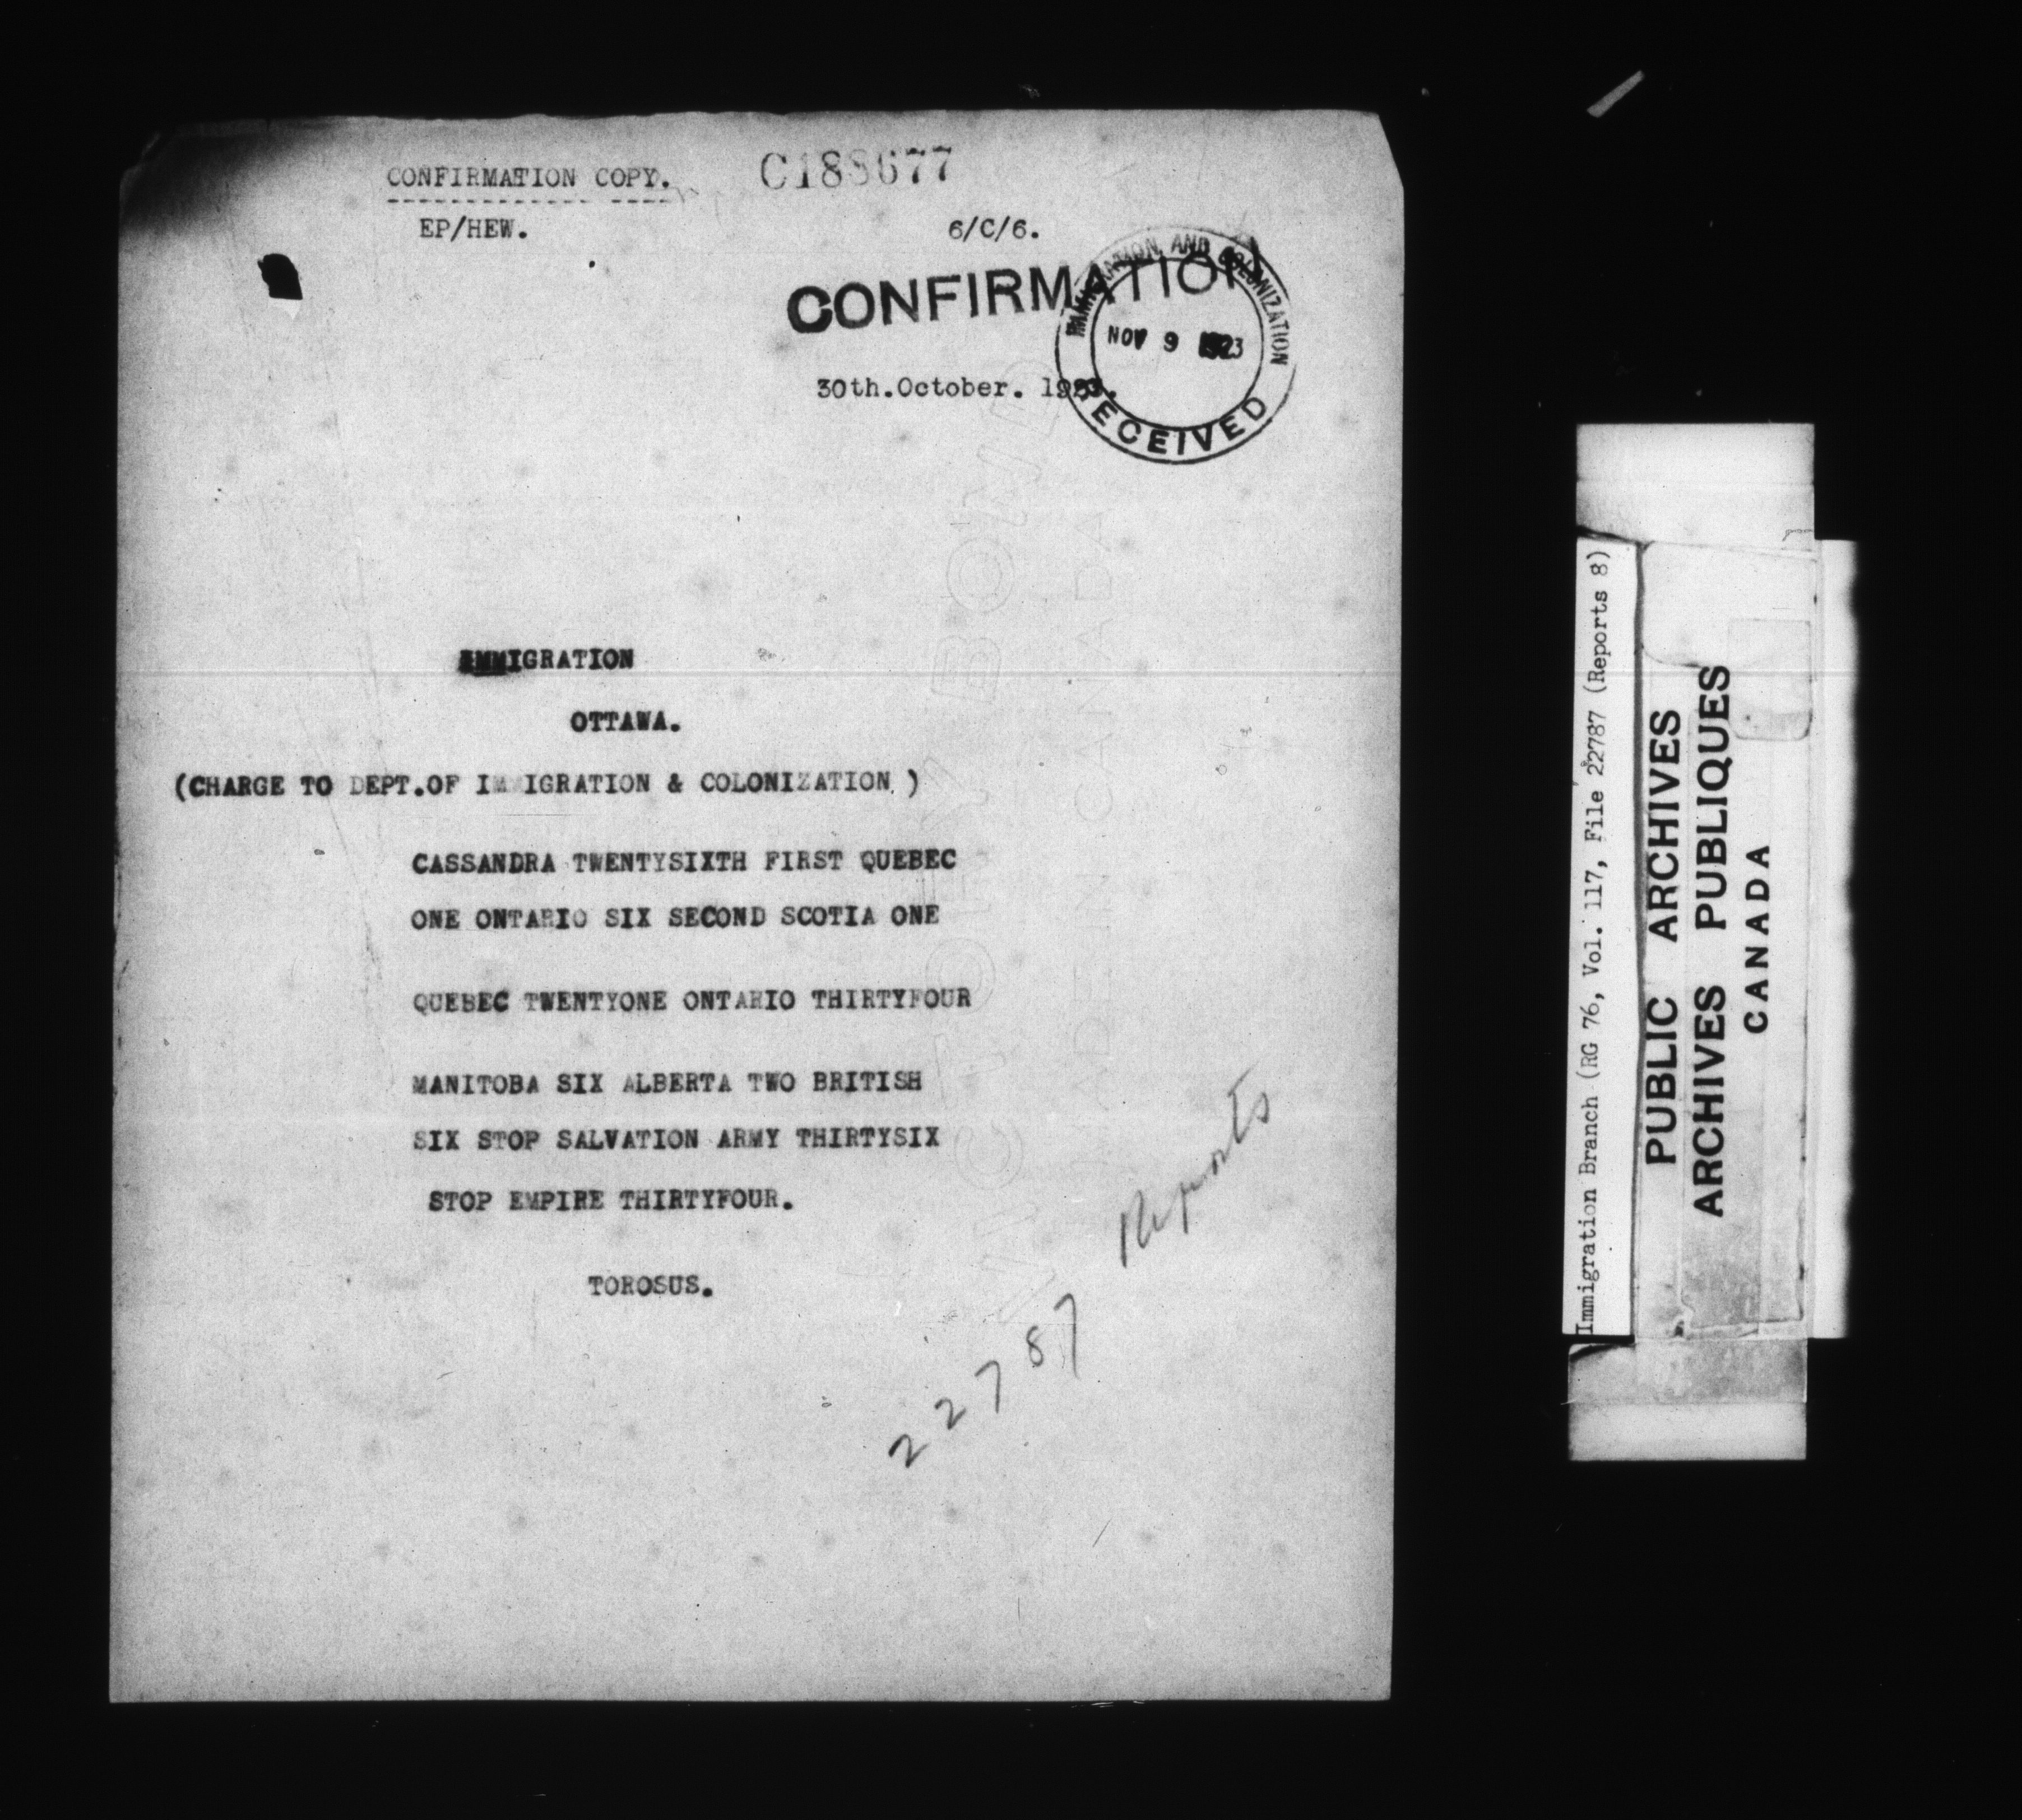 CONFIRMATION COPY.
C188677
EP/HEW.
6/C/6.
CONFIRMATION
IMMIGRATION AND COLONIZATION
NOV 9 1923
RECEIVED
30th.October. 1923.
IMMIGRATION
OTTAWA.
(CHARGE TO DEPT.OF IMMIGRATION & COLONIZATION.)
CASSANDRA TWENTYSIXTH FIRST QUEBEC
ONE ONTARIO SIX SECOND SCOTIA ONE
QUEBEC TWENTYONE ONTARIO THIRTYFOUR
MANITOBA SIX ALBERTA TWO BRITISH
SIX STOP SALVATION ARMY THIRTYSIX
STOP EMPIRE THIRTYFOUR.
TOROSUS.
Reports
22787
Immigration Branch (RG 76, Vol. 117, File 22787 (Reports 8)
PUBLIC ARCHIVES
ARCHIVES PUBLIQUES
CANADA